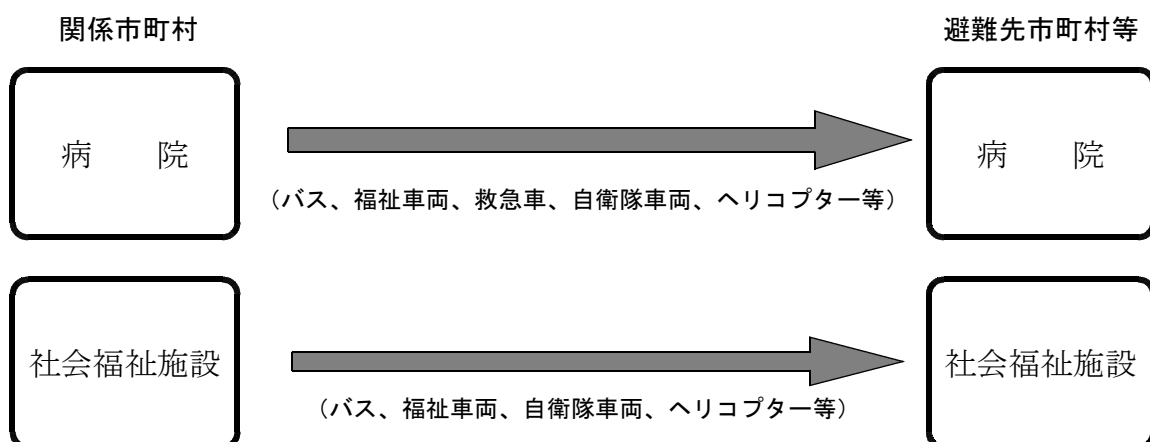 関係市町村
避難先市町村等
病　　院
病　　院
（バス、福祉車両、救急車、自衛隊車両、ヘリコプター等）
社会福祉施設
社会福祉施設
（バス、福祉車両、自衛隊車両、ヘリコプター等）